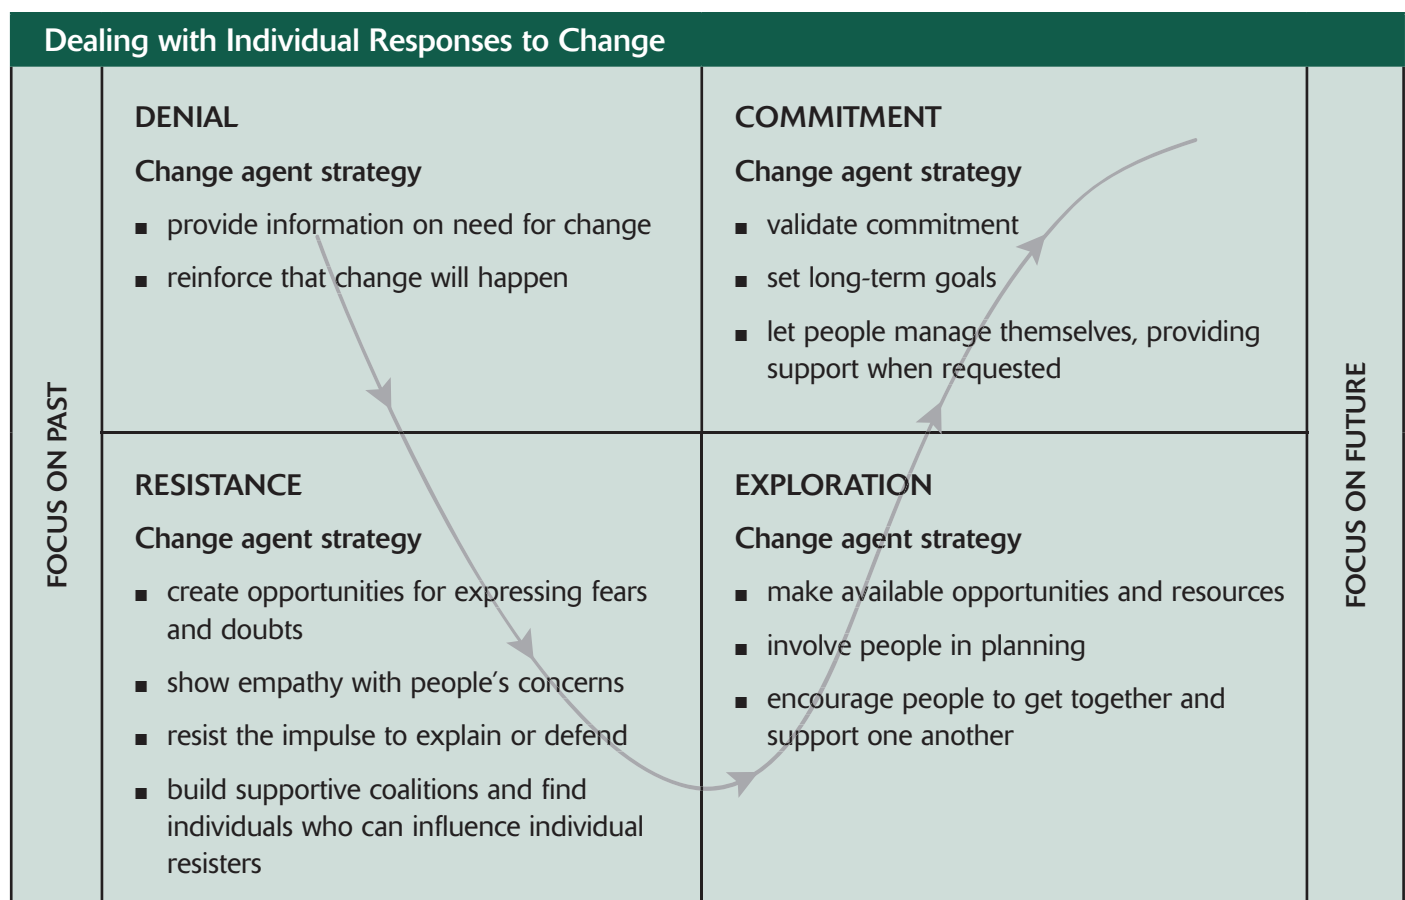 Dealing with Individual Responses to Change
FOCUS ON PAST
DENIAL
Change agent strategy
■ provide information on need for change
■ reinforce that change will happen
COMMITMENT
Change agent strategy
■ validate commitment
■ set long-term goals
■ let people manage themselves, providing
support when requested
RESISTANCE
Change agent strategy
■ create opportunities for expressing fears
and doubts
■ show empathy with people’s concerns
■ resist the impulse to explain or defend
■ build supportive coalitions and find
individuals who can influence individual
resisters
EXPLORATION
Change agent strategy
■ make available opportunities and resources
■ involve people in planning
■ encourage people to get together and
support one another
FOCUS ON FUTURE